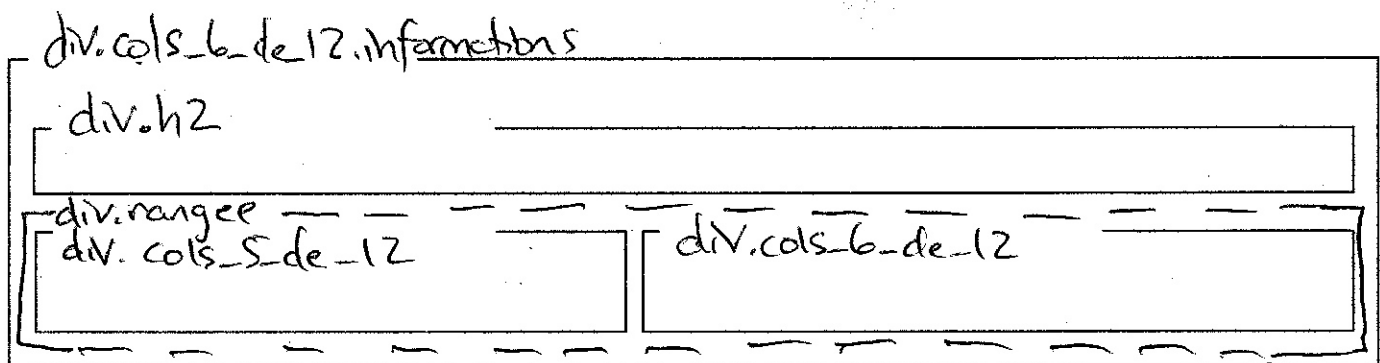 div.cols_6_de_12.informations
div.h2
div.rangee
div. cols_5_de_12
div.cols_6_de_12